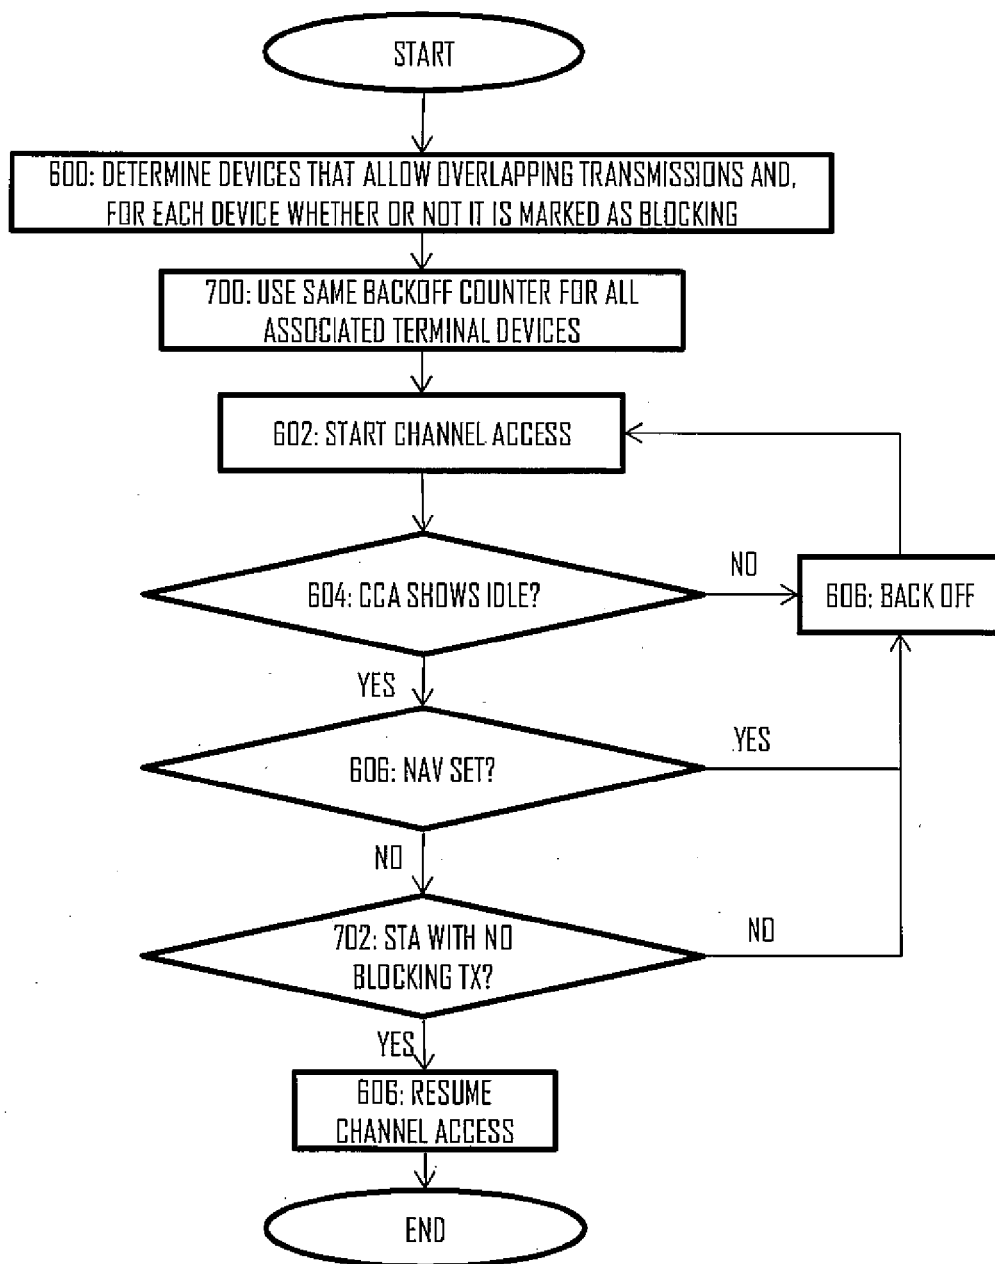 START
600: DETERMINE DEVICES THAT ALLOW OVERLAPPING TRANSMISSIONS AND,
FOR EACH DEVICE WHETHER OR NOT IT IS MARKED AS BLOCKING
700: USE SAME BACKOFF COUNTER FOR ALL
ASSOCIATED TERMINAL DEVICES
602: START CHANNEL ACCESS
604: CCA SHOWS IDLE?
NO
606: BACK OFF
YES
606: NAV SET?
YES
NO
702: STA WITH NO
BLOCKING TX?
NO
YES
606: RESUME
CHANNEL ACCESS
END